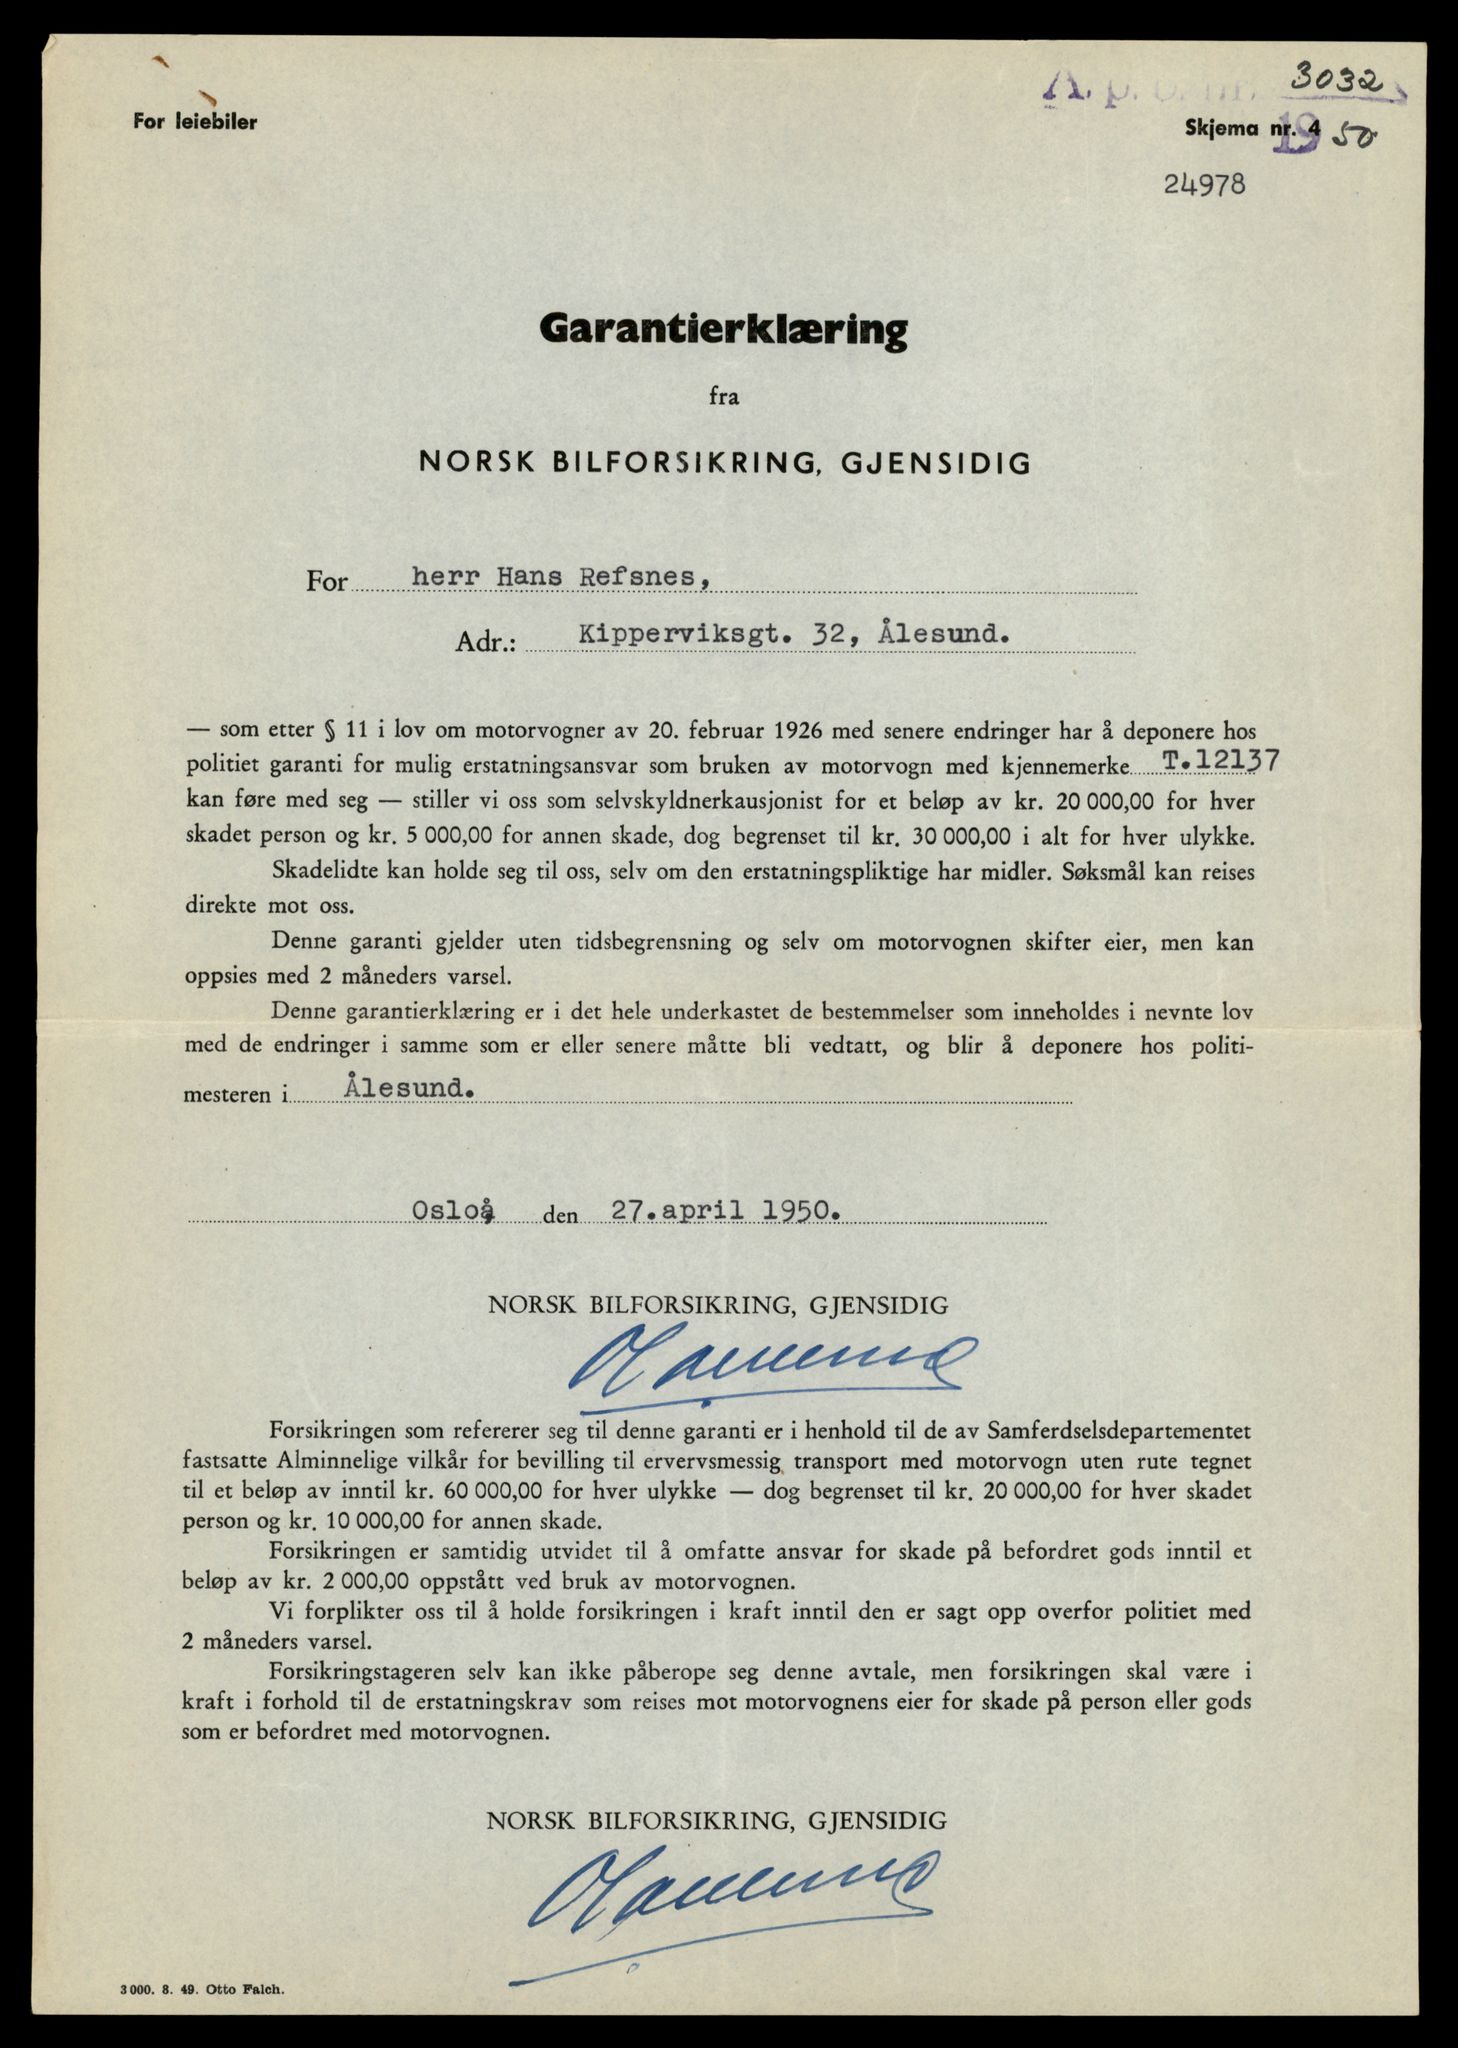 3032
For leiebiler
Skjema nr. 4
19 50
24978
Garantierklæring
fra
NORSK BILFORSIKRING, GJENSIDIG
For herr Hans Refsnes,
Adr.: Kipperviksgt. 32, Ålesund.
— som etter § 11 i lov om motorvogner av 20. februar 1926 med senere endringer har å deponere hos
politiet garanti for mulig erstatningsansvar som bruken av motorvogn med kjennemerke T.12137
kan føre med seg — stiller vi oss som selvskyldnerkausjonist for et beløp av kr. 20 000,00 for hver
skadet person og kr. 5 000,00 for annen skade, dog begrenset til kr. 30 000,00 i alt for hver ulykke.
Skadelidte kan holde seg til oss, selv om den erstatningspliktige har midler. Søksmål kan reises
direkte mot oss.
Denne garanti gjelder uten tidsbegrensning og selv om motorvognen skifter eier, men kan
oppsies med 2 måneders varsel.
Denne garantierklæring er i det hele underkastet de bestemmelser som inneholdes i nevnte lov
med de endringer i samme som er eller senere måtte bli vedtatt, og blir å deponere hos politi-
mesteren i Ålesund.
Oslo, den 27.april 1950.
NORSK BILFORSIKRING, GJENSIDIG
Forsikringen som refererer seg til denne garanti er i henhold til de av Samferdselsdepartementet
fastsatte Alminnelige vilkår for bevilling til ervervsmessig transport med motorvogn uten rute tegnet
til et beløp av inntil kr. 60 000,00 for hver ulykke — dog begrenset til kr. 20 000,00 for hver skadet
person og kr. 10 000,00 for annen skade.
Forsikringen er samtidig utvidet til å omfatte ansvar for skade på befordret gods inntil et
beløp av kr. 2 000,00 oppstått ved bruk av motorvognen.
Vi forplikter oss til å holde forsikringen i kraft inntil den er sagt opp overfor politiet med
2 måneders varsel.
Forsikringstageren selv kan ikke påberope seg denne avtale, men forsikringen skal være i
kraft i forhold til de erstatningskrav som reises mot motorvognens eier for skade på person eller gods
som er befordret med motorvognen.
NORSK BILFORSIKRING, GJENSIDIG
3 000. 8. 49. Otto Falch.